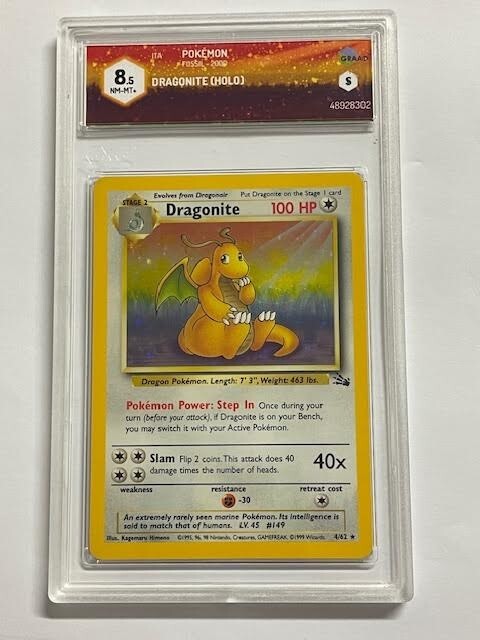 8.5
NM-MT+
ITA
POKÉMON
FOSSIL - 2000
DRAGONITE (HOLO)
GRAAD
S
48928302
Evolves from Dragonair
Put Dragonite on the Stage 1 card
STAGE 2
Dragonite
100 HP
Dragon Pokémon. Length: 7' 3", Weight: 463 lbs.
Pokémon Power: Step In Once during your
turn (before your attack), if Dragonite is on your Bench,
you may switch it with your Active Pokémon.
Slam Flip 2 coins. This attack does 40
damage times the number of heads.
40x
weakness
resistance
retreat cost
-30
An extremely rarely seen marine Pokémon. Its intelligence is
said to match that of humans. LV. 45 #149
Illus. Kagemaru Himeno
©1995, 96, 98 Nintendo, Creatures, GAMEFREAK. ©1999 Wizards.
4/62 ★